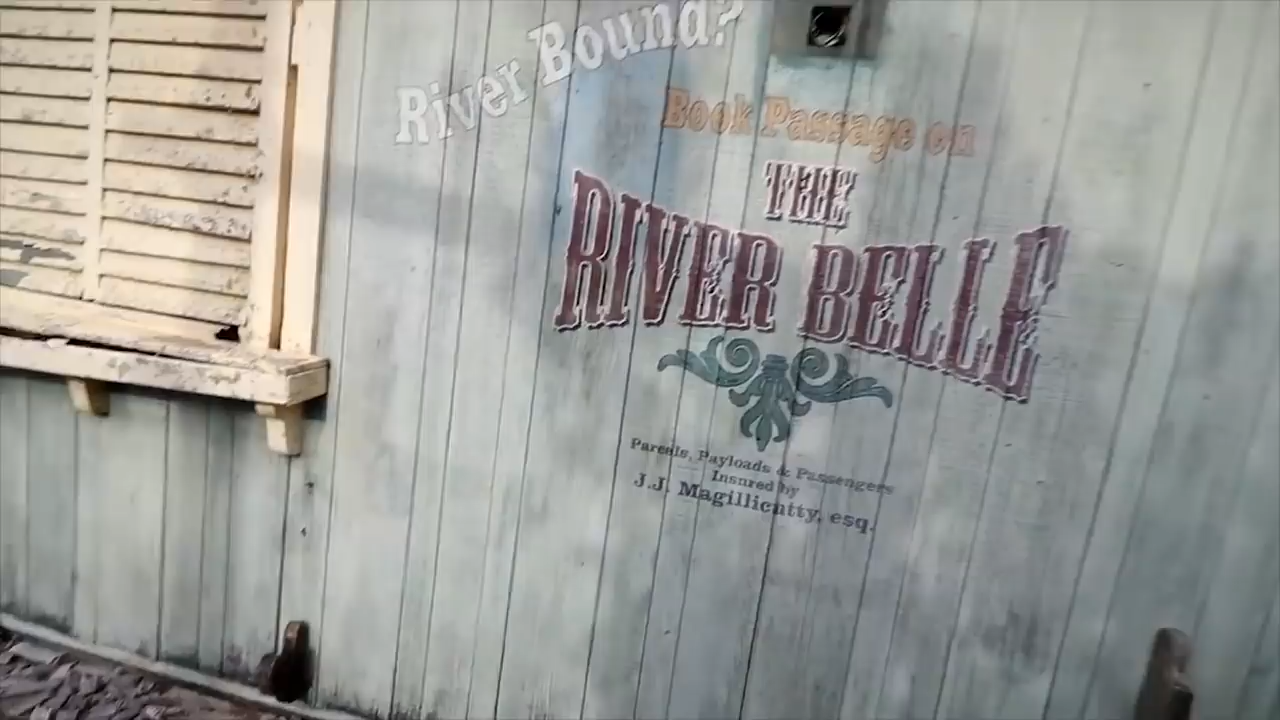 River Bound?
Book Passage on
THE
RIVER BELLE
Parcels, Payloads & Passengers
Insured by
J.J. Magillicutty, esq.